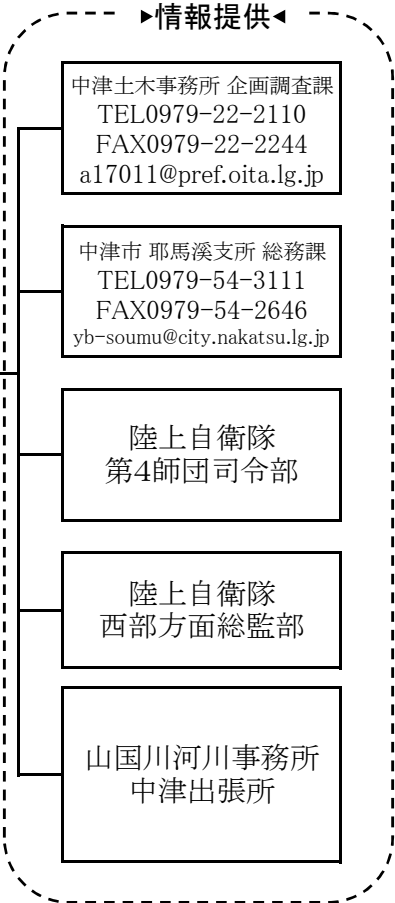 ▶情報提供◀
中津土木事務所 企画調査課
TEL0979-22-2110
FAX0979-22-2244
a17011@pref.oita.lg.jp
中津市 耶馬溪支所 総務課
TEL0979-54-3111
FAX0979-54-2646
yb-soumu@city.nakatsu.lg.jp
陸上自衛隊
第4師団司令部
陸上自衛隊
西部方面総監部
山国川河川事務所
中津出張所